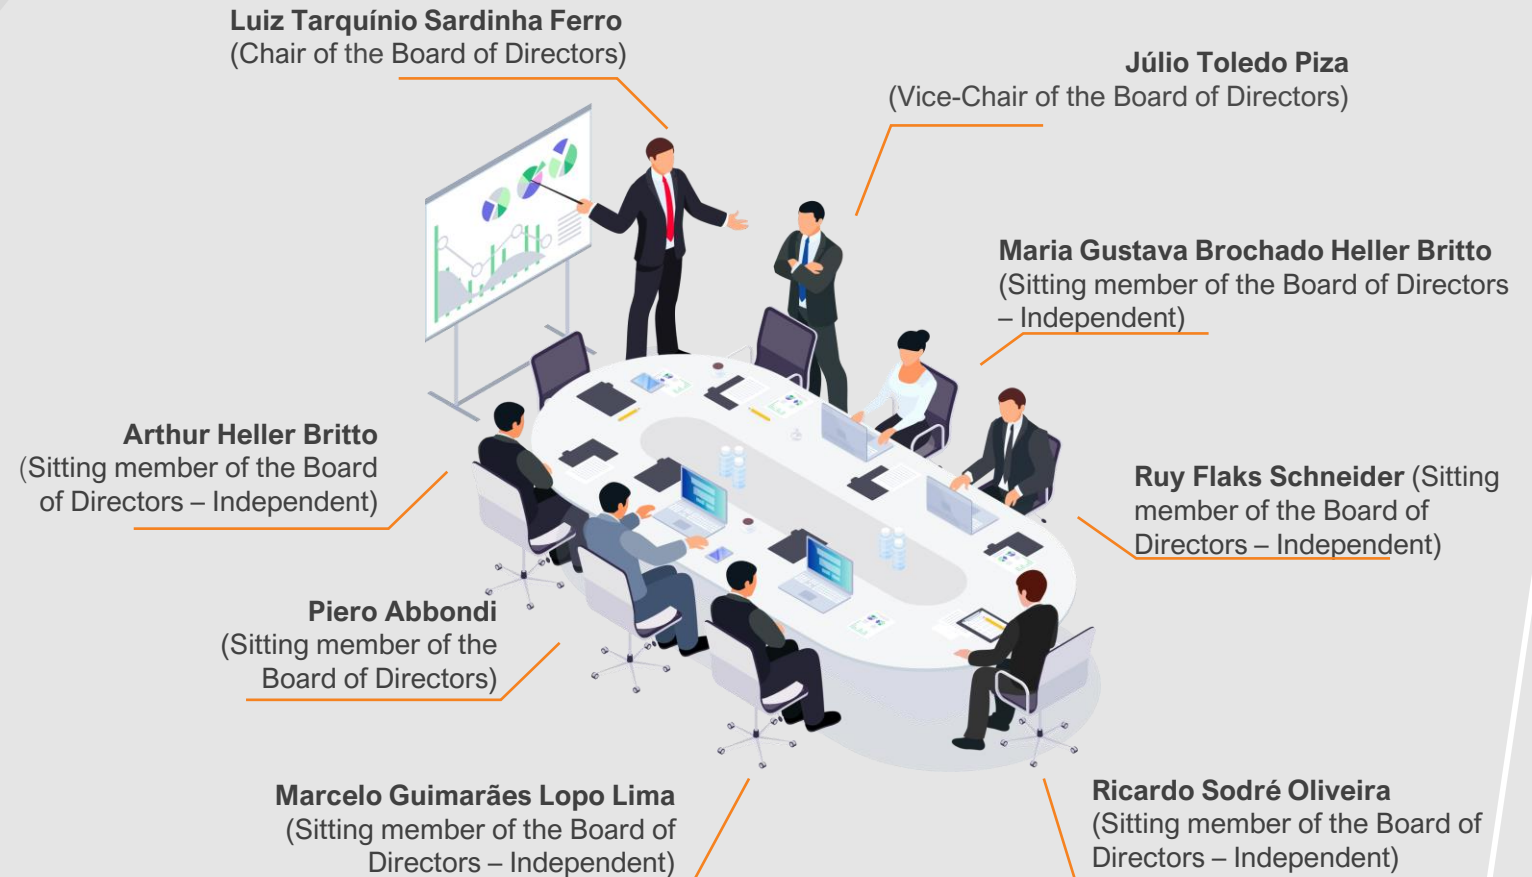 Luiz Tarquínio Sardinha Ferro
(Chair of the Board of Directors)
Júlio Toledo Piza
(Vice-Chair of the Board of Directors)
Maria Gustava Brochado Heller Britto
(Sitting member of the Board of Directors
– Independent)
Arthur Heller Britto
(Sitting member of the Board
of Directors – Independent)
Ruy Flaks Schneider (Sitting
member of the Board of
Directors – Independent)
Piero Abbondi
(Sitting member of the
Board of Directors)
Marcelo Guimarães Lopo Lima
(Sitting member of the Board of
Directors – Independent)
Ricardo Sodré Oliveira
(Sitting member of the Board of
Directors – Independent)